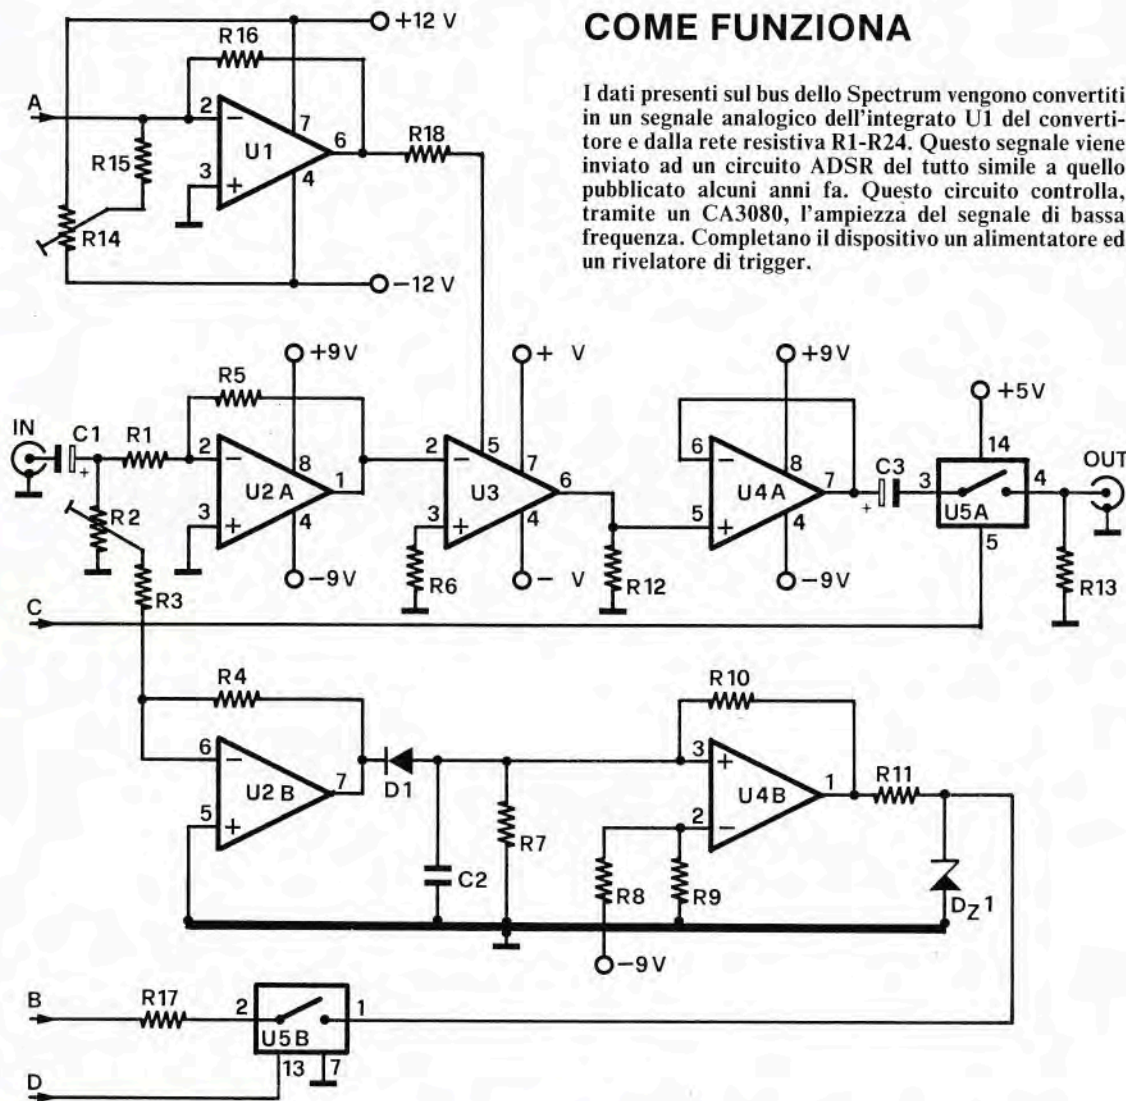 COME FUNZIONA
I dati presenti sul bus dello Spectrum vengono convertiti
in un segnale analogico dell'integrato U1 del converti-
tore e dalla rete resistiva R1-R24. Questo segnale viene
inviato ad un circuito ADSR del tutto simile a quello
pubblicato alcuni anni fa. Questo circuito controlla,
tramite un CA3080, l'ampiezza del segnale di bassa
frequenza. Completano il dispositivo un alimentatore ed
un rivelatore di trigger.
+12 V
R16
A
2
−
7
U1
6
R18
R15
3
+
4
R14
−12 V
+9V
+ V
+9V
+5V
R5
IN
C1
R1
2
−
8
U2A
1
2
−
5
7
U3
6
6
−
8
U4A
7
C3
14
3
4
U5A
OUT
+
R2
3
+
4
3
+
4
5
+
4
+
5
R3
−9V
R6
− V
R12
−9V
R13
C
R4
R10
6
−
U2B
7
D1
3
+
U4B
1
R11
5
+
2
−
R7
C2
R8
R9
DZ1
−9V
B
R17
2
1
U5B
13
7
D